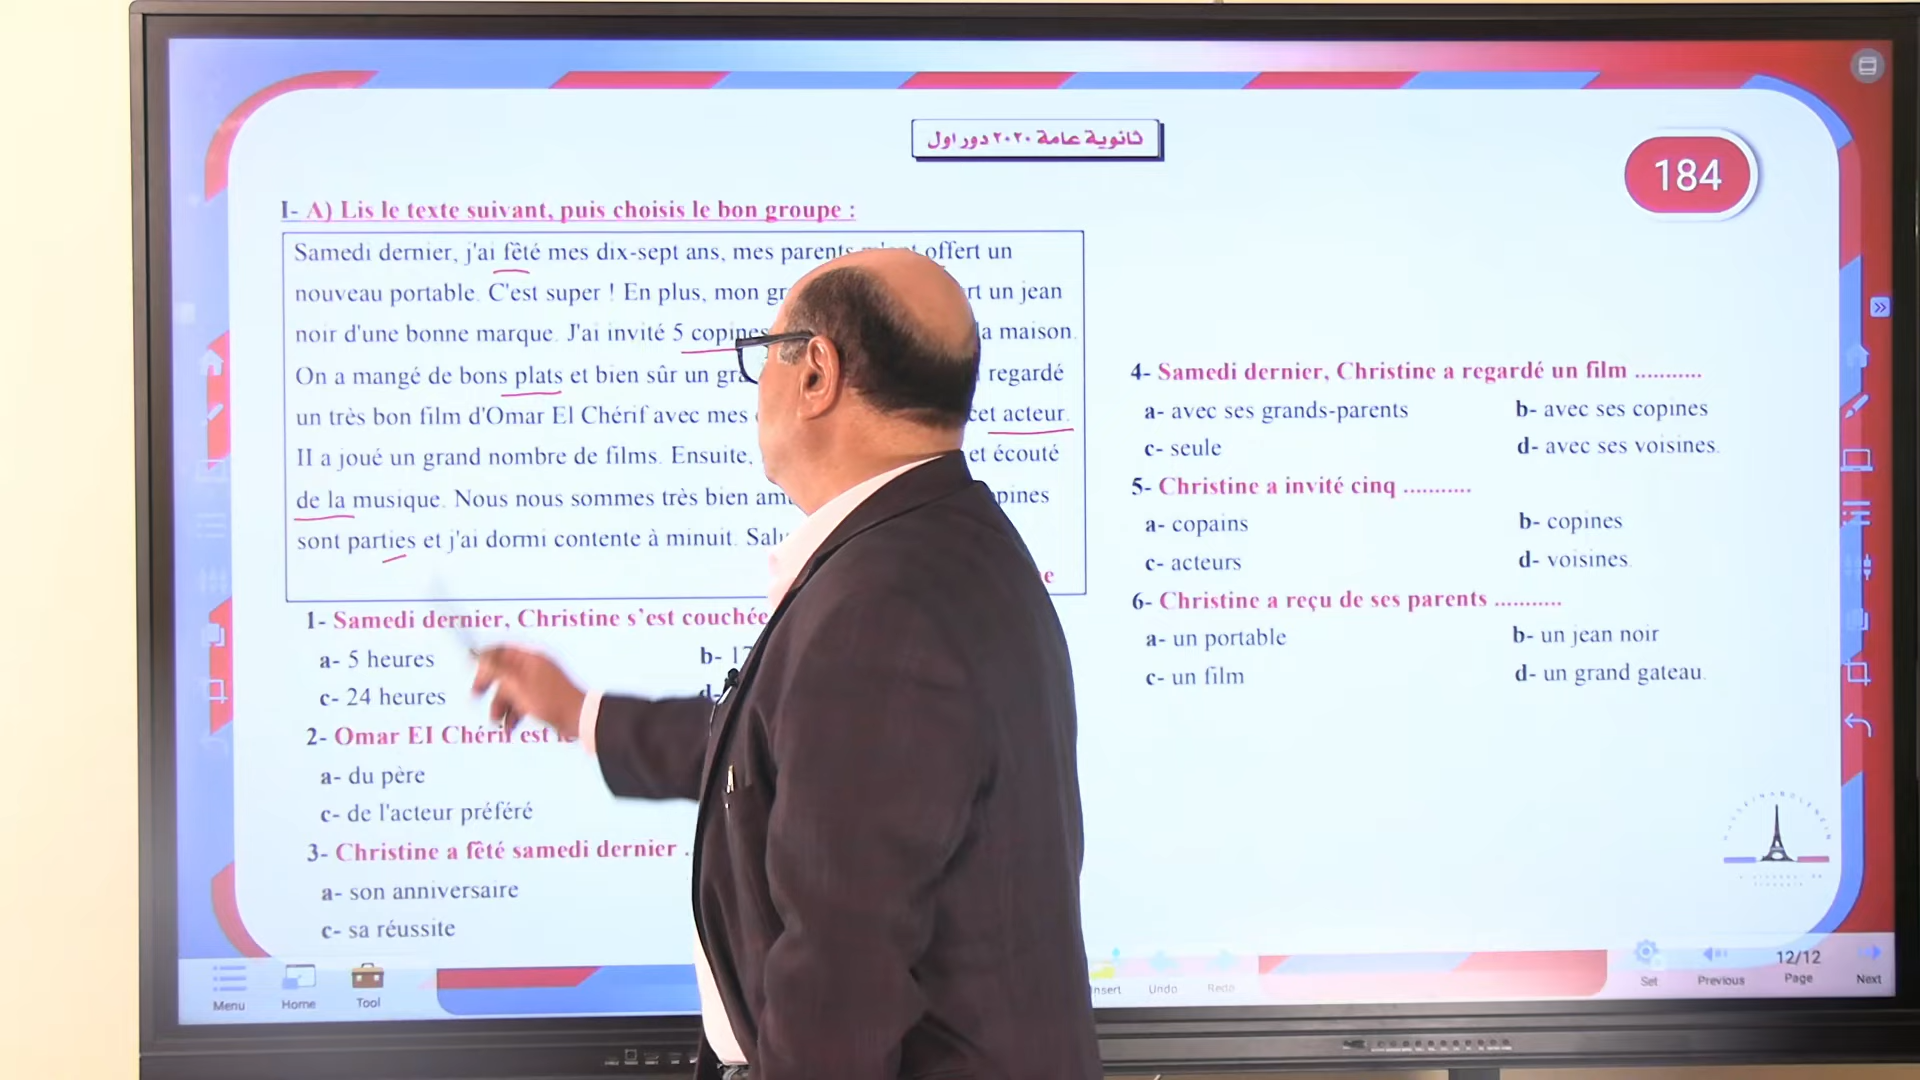 ثانوية عامة ٢٠٢٠ دور اول
184
I- A) Lis le texte suivant, puis choisis le bon groupe :
Samedi dernier, j'ai fêté mes dix-sept ans, mes parents m'ont offert un
nouveau portable. C'est super ! En plus, mon un jean
noir d'une bonne marque. J'ai invité 5 copines la maison.
On a mangé de bons plats et bien sûr un regardé
un très bon film d'Omar El Chérif avec mes cet acteur.
II a joué un grand nombre de films. Ensuite, et écouté
de la musique. Nous nous sommes très bien
sont parties et j'ai dormi contente à minuit.
1- Samedi dernier, Christine s'est couchée
a- 5 heures b-
c- 24 heures d-
2- Omar EI Chérif est
a- du père
c- de l'acteur préféré
3- Christine a fêté samedi dernier
a- son anniversaire
c- sa réussite
4- Samedi dernier, Christine a regardé un film ...........
a- avec ses grands-parents b- avec ses copines
c- seule d- avec ses voisines.
5- Christine a invité cinq ...........
a- copains b- copines
c- acteurs d- voisines.
6- Christine a reçu de ses parents ...........
a- un portable b- un jean noir
c- un film d- un grand gateau.
Menu Home Tool Undo Redo Set Previous 12/12 Page Next